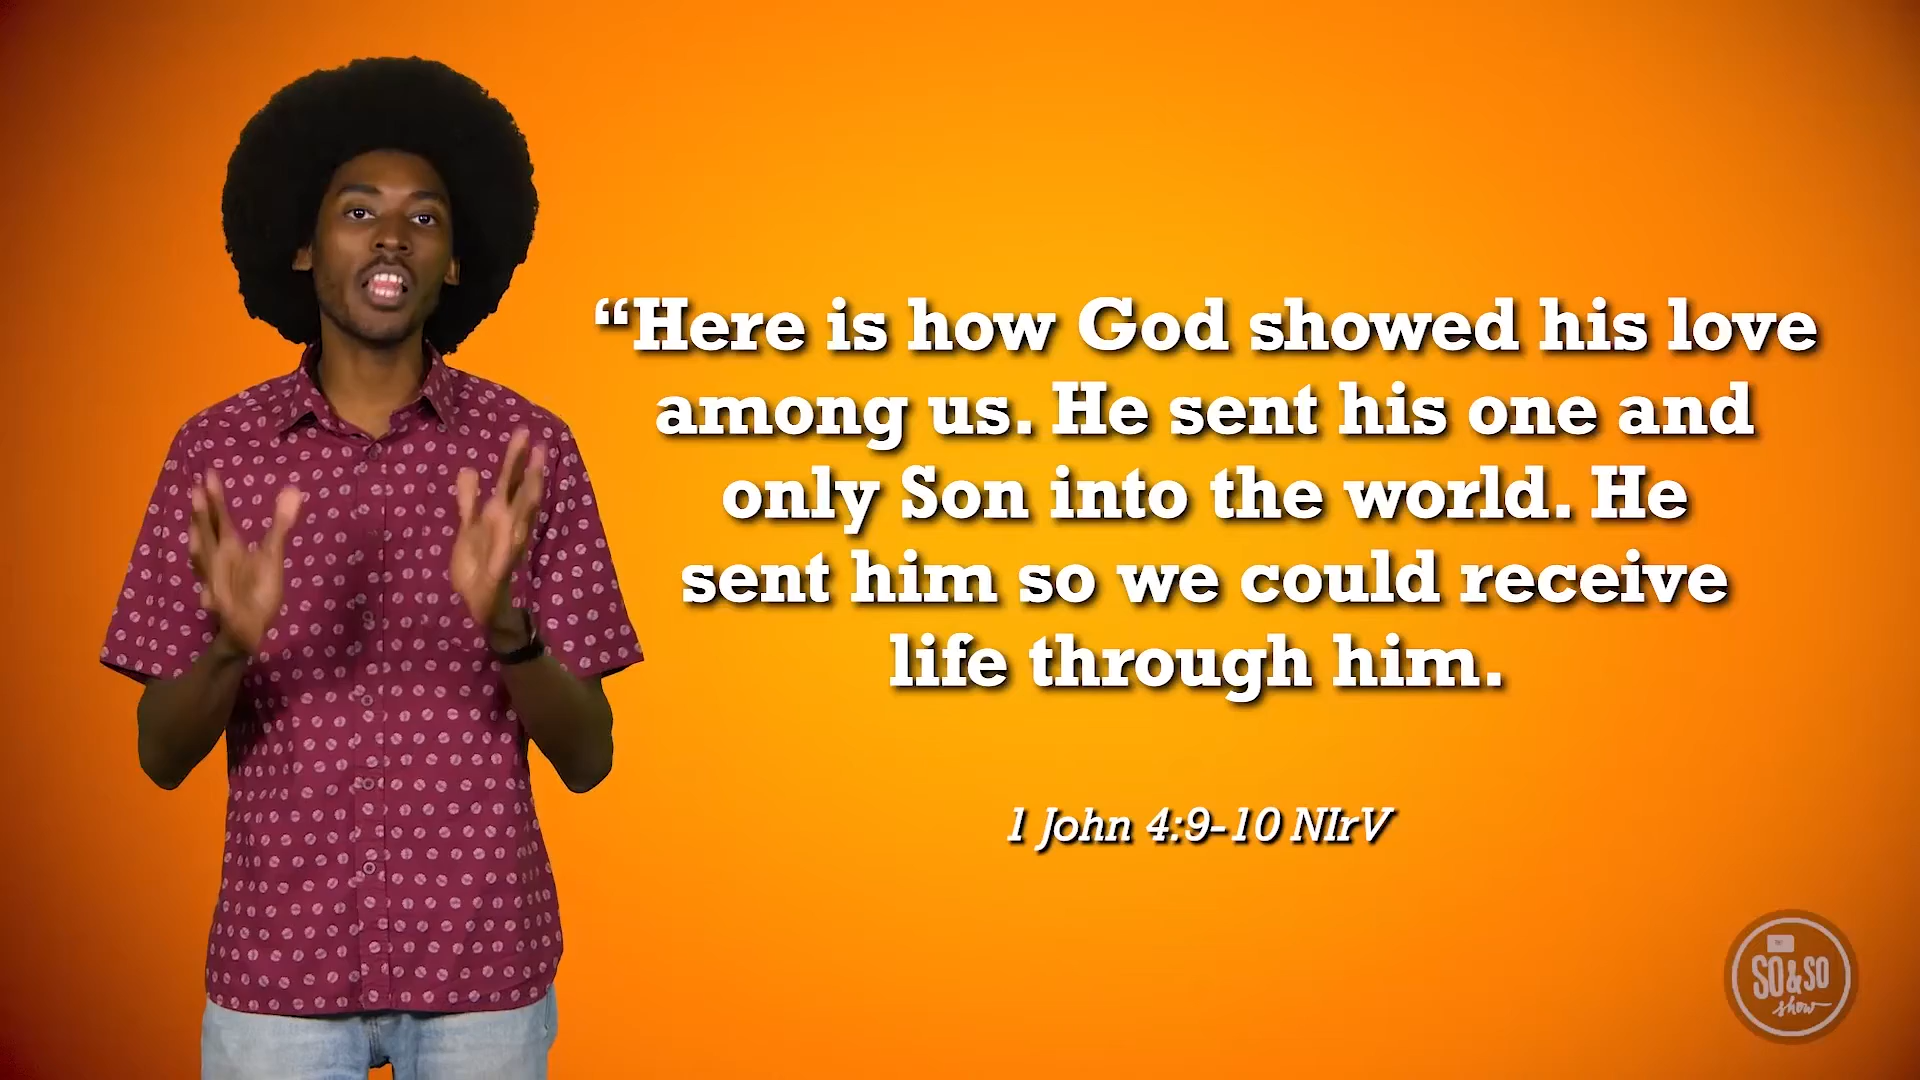 “Here is how God showed his love
among us. He sent his one and
only Son into the world. He
sent him so we could receive
life through him.
1 John 4:9-10 NIrV
SO & SO
show